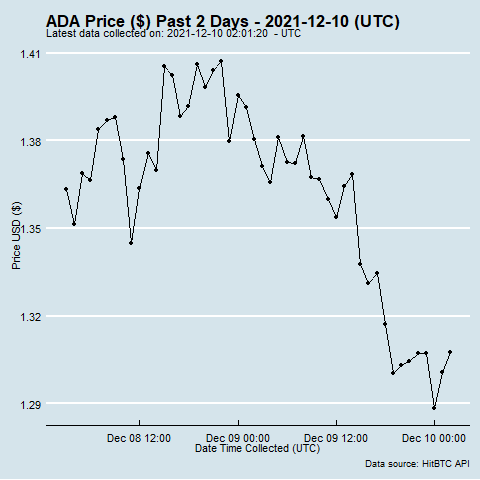 ADA Price ($) Past 2 Days - 2021-12-10 (UTC)
Latest data collected on: 2021-12-10 02:01:20 - UTC
1.41
1.38
1.35
1.32
1.29
Price USD ($)
Dec 08 12:00 Dec 09 00:00 Dec 09 12:00 Dec 10 00:00
Date Time Collected (UTC)
Data source: HitBTC API